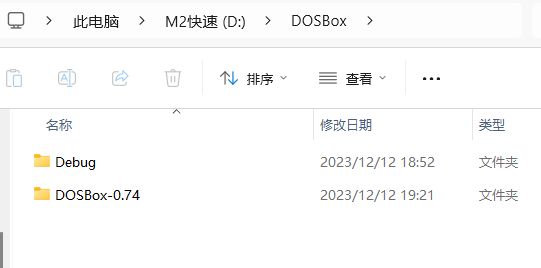 此电脑 > M2快速 (D:) > DOSBox >
排序 查看 ...
名称 修改日期 类型
Debug 2023/12/12 18:52 文件夹
DOSBox-0.74 2023/12/12 19:21 文件夹